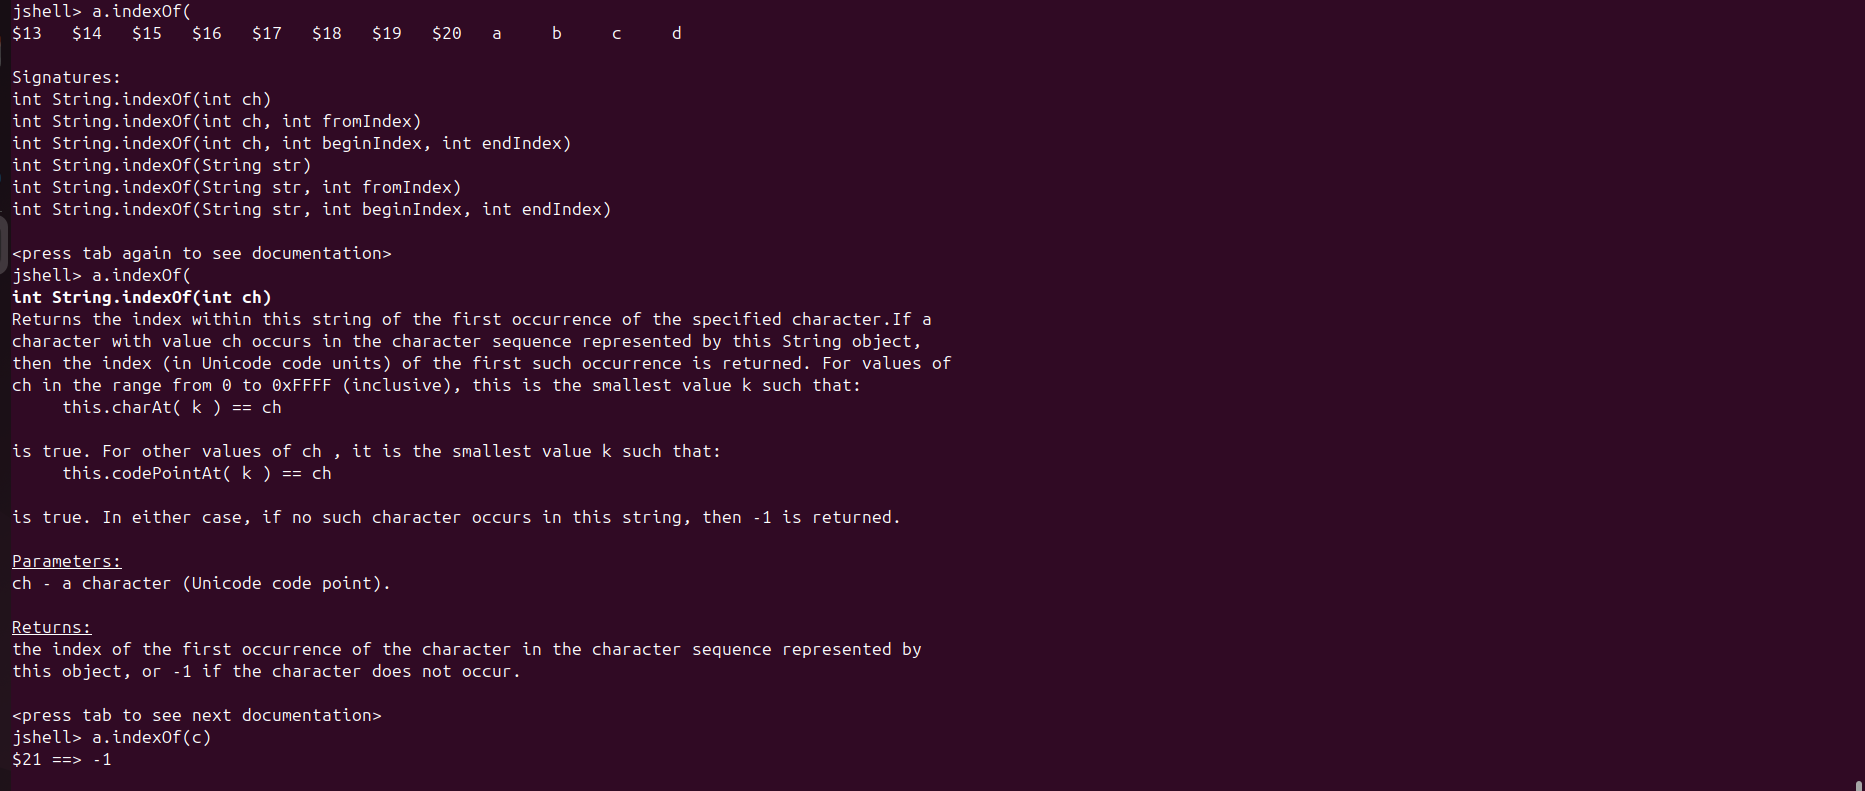 jshell> a.indexOf(
$13   $14   $15   $16   $17   $18   $19   $20   a     b     c     d
Signatures:
int String.indexOf(int ch)
int String.indexOf(int ch, int fromIndex)
int String.indexOf(int ch, int beginIndex, int endIndex)
int String.indexOf(String str)
int String.indexOf(String str, int fromIndex)
int String.indexOf(String str, int beginIndex, int endIndex)
<press tab again to see documentation>
jshell> a.indexOf(
int String.indexOf(int ch)
Returns the index within this string of the first occurrence of the specified character.If a
character with value ch occurs in the character sequence represented by this String object,
then the index (in Unicode code units) of the first such occurrence is returned. For values of
ch in the range from 0 to 0xFFFF (inclusive), this is the smallest value k such that:
     this.charAt( k ) == ch
is true. For other values of ch , it is the smallest value k such that:
     this.codePointAt( k ) == ch
is true. In either case, if no such character occurs in this string, then -1 is returned.
Parameters:
ch - a character (Unicode code point).
Returns:
the index of the first occurrence of the character in the character sequence represented by
this object, or -1 if the character does not occur.
<press tab to see next documentation>
jshell> a.indexOf(c)
$21 ==> -1